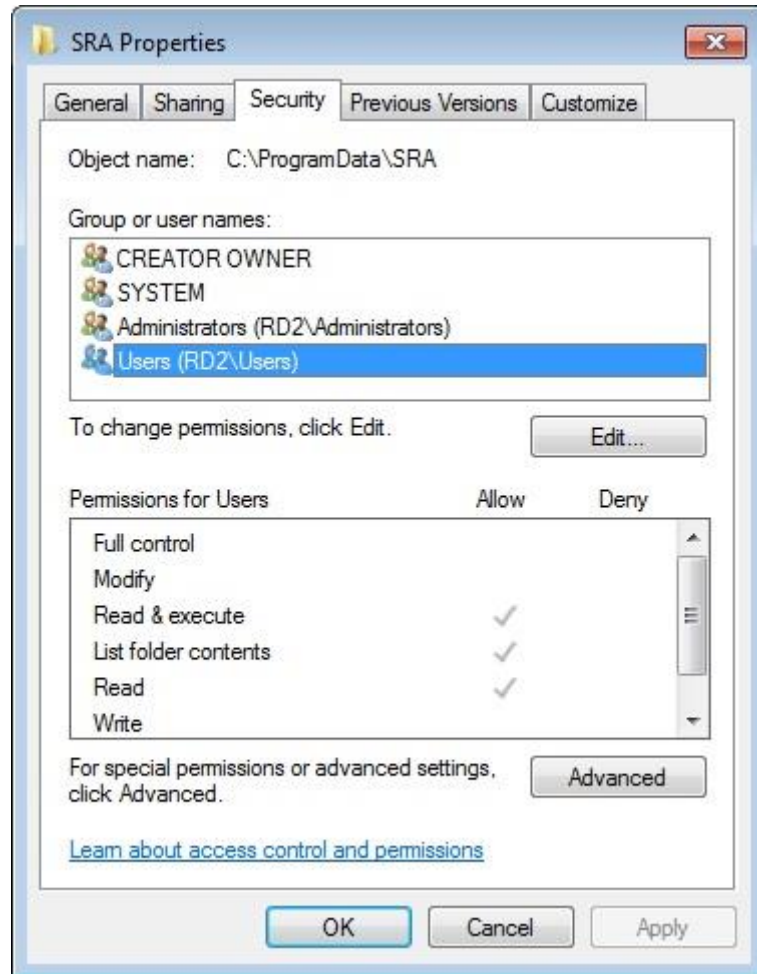 SRA Properties
General Sharing Security Previous Versions Customize
Object name: C:\ProgramData\SRA
Group or user names:
CREATOR OWNER
SYSTEM
Administrators (RD2\Administrators)
Users (RD2\Users)
To change permissions, click Edit.
Edit...
Permissions for Users Allow Deny
Full control
Modify
Read & execute
List folder contents
Read
Write
For special permissions or advanced settings,
click Advanced.
Advanced
Learn about access control and permissions
OK Cancel Apply